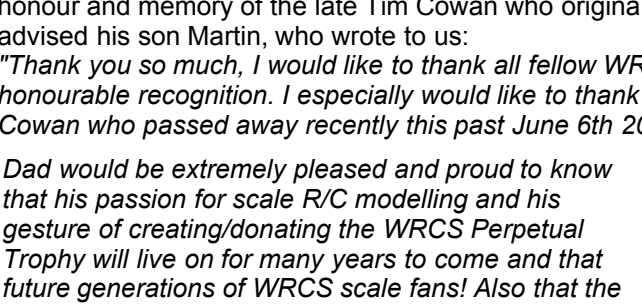 honour and memory of the late Tim Cowan who origina
advised his son Martin, who wrote to us:
"Thank you so much, I would like to thank all fellow WR
honourable recognition. I especially would like to thank
Cowan who passed away recently this past June 6th 20
Dad would be extremely pleased and proud to know
that his passion for scale R/C modelling and his
gesture of creating/donating the WRCS Perpetual
Trophy will live on for many years to come and that
future generations of WRCS scale fans! Also that the